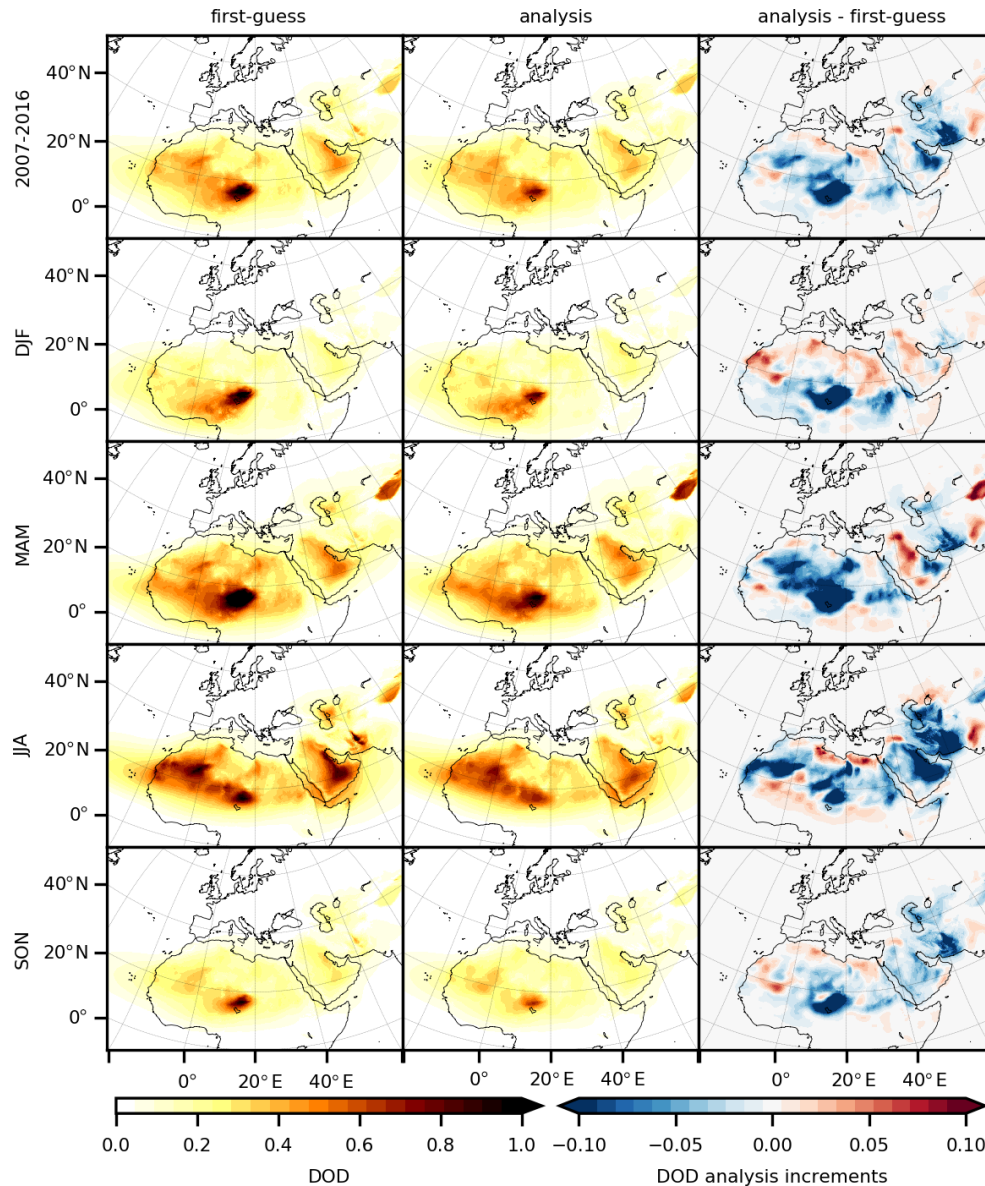 first-guess analysis analysis - first-guess
2007-2016
40°N
20°N
0°
DJF
40°N
20°N
0°
MAM
40°N
20°N
0°
JJA
40°N
20°N
0°
SON
40°N
20°N
0°
0° 20°E 40°E 0° 20°E 40°E
0.0 0.2 0.4 0.6 0.8 1.0 −0.10 −0.05 0.00 0.05 0.10
DOD DOD analysis increments